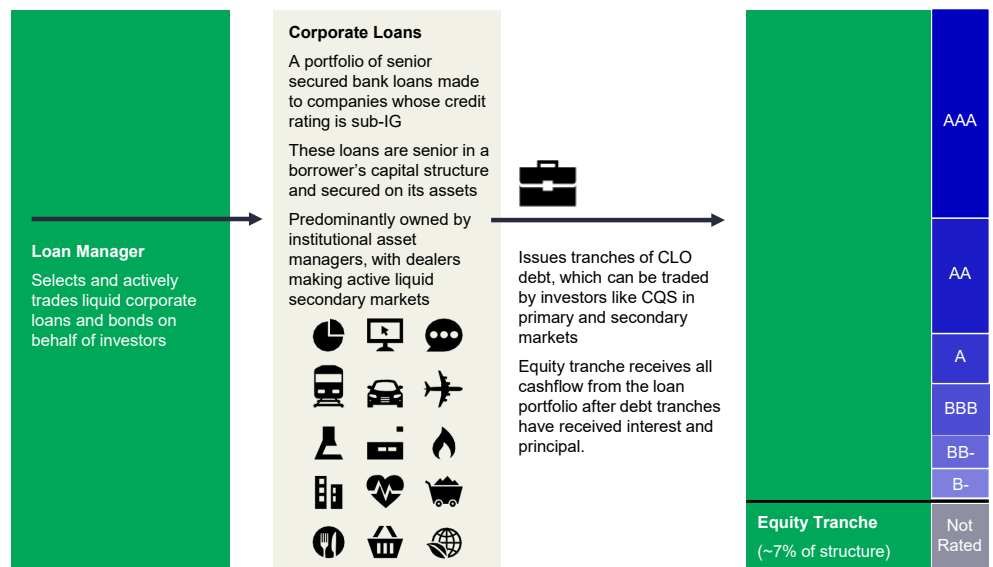 Loan Manager
Selects and actively
trades liquid corporate
loans and bonds on
behalf of investors
Corporate Loans
A portfolio of senior
secured bank loans made
to companies whose credit
rating is sub-IG
These loans are senior in a
borrower's capital structure
and secured on its assets
Predominantly owned by
institutional asset
managers, with dealers
making active liquid
secondary markets
Issues tranches of CLO
debt, which can be traded
by investors like CQS in
primary and secondary
markets
Equity tranche receives all
cashflow from the loan
portfolio after debt tranches
have received interest and
principal.
AAA
AA
A
BBB
BB-
B-
Equity Tranche
(~7% of structure)
Not
Rated